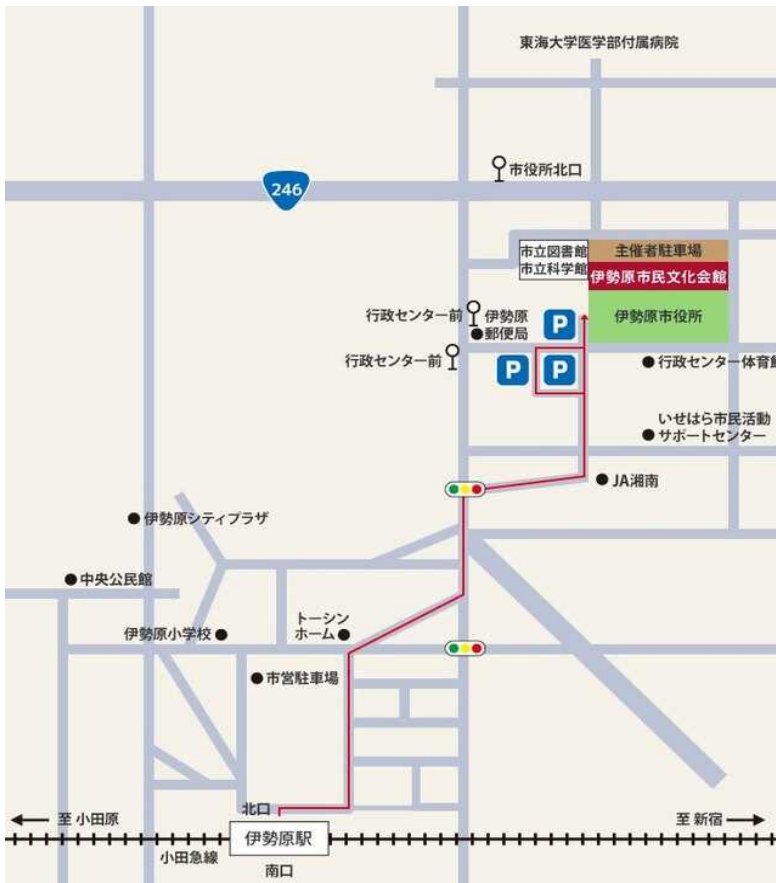 東海大学医学部付属病院
市役所北口
246
市立図書館
市立科学館
主催者駐車場
伊勢原市民文化会館
伊勢原市役所
行政センター前
伊勢原
郵便局
P
行政センター前
P
P
行政センター体育館
いせはら市民活動
サポートセンター
JA湘南
伊勢原シティプラザ
中央公民館
伊勢原小学校
トーシン
ホーム
市営駐車場
北口
至 小田原
至 新宿
伊勢原駅
小田急線
南口